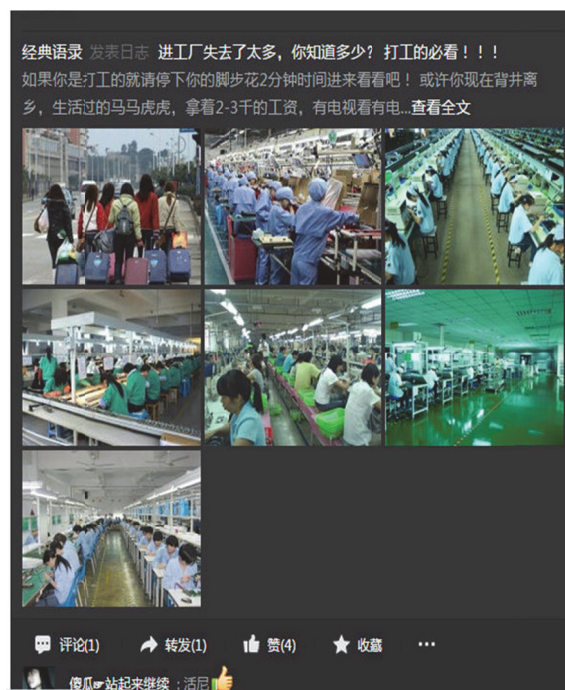 经典语录 发表日志 进工厂失去了太多，你知道多少？ 打工的必看！！！
如果你是打工的就请停下你的脚步花2分钟时间进来看看吧！或许你现在背井离
乡，生活过的马马虎虎，拿着2-3千的工资，有电视看有电...查看全文
评论(1) 转发(1) 赞(4) 收藏
傻瓜☞站起来继续 : 活尼